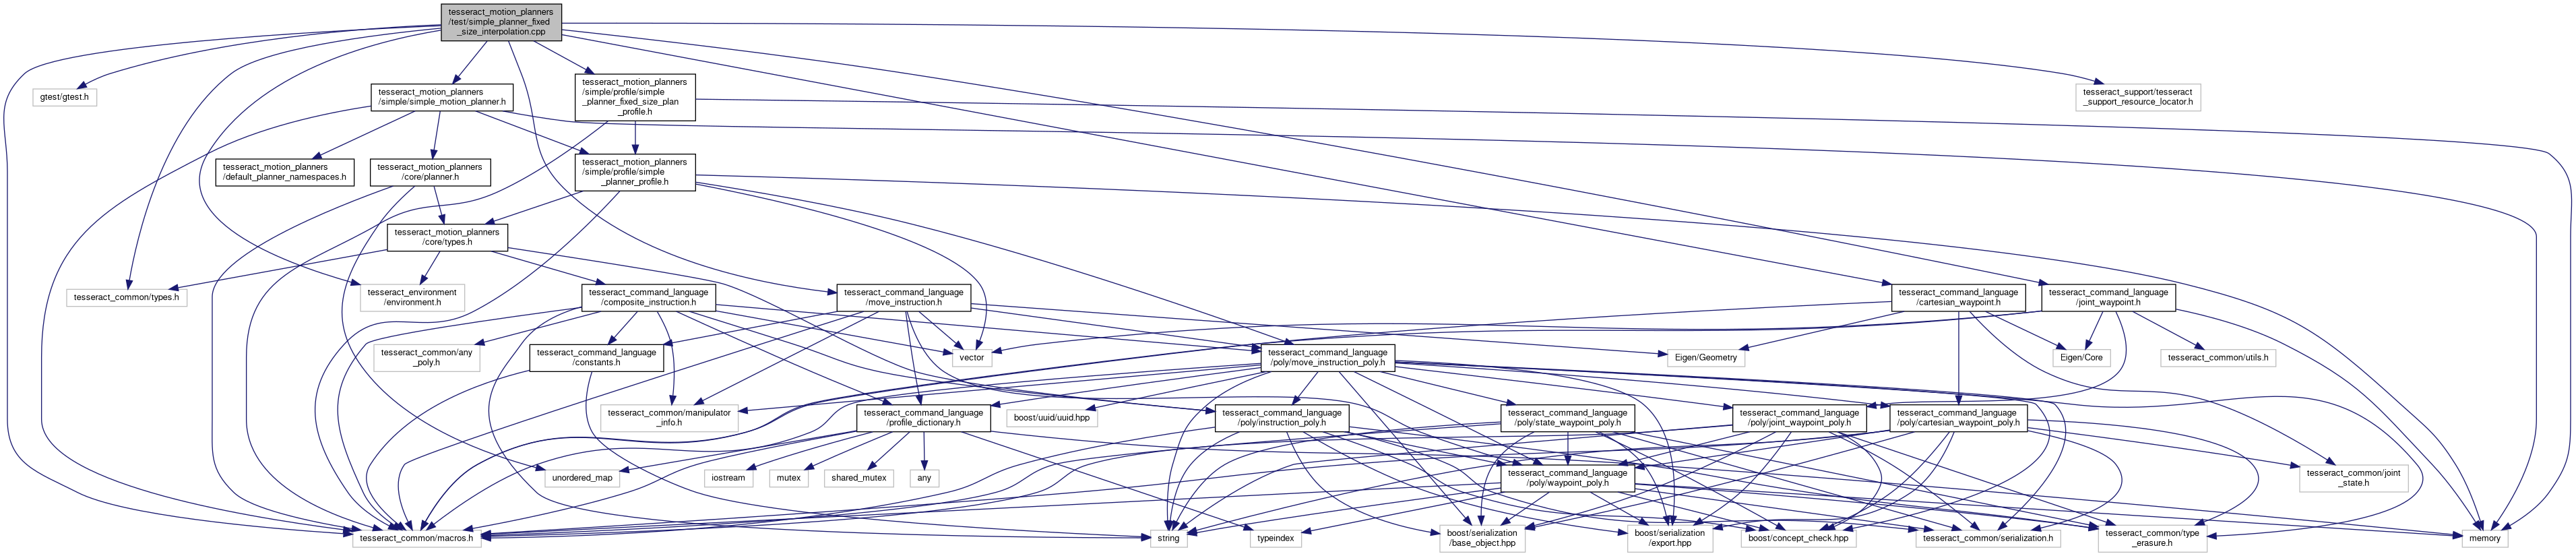 tesseract_motion_planners
/test/simple_planner_fixed
_size_interpolation.cpp
gtest/gtest.h
tesseract_motion_planners
/simple/simple_motion_planner.h
tesseract_motion_planners
/simple/profile/simple
_planner_fixed_size_plan
_profile.h
tesseract_support/tesseract
_support_resource_locator.h
tesseract_motion_planners
/default_planner_namespaces.h
tesseract_motion_planners
/core/planner.h
tesseract_motion_planners
/simple/profile/simple
_planner_profile.h
tesseract_motion_planners
/core/types.h
tesseract_common/types.h
tesseract_environment
/environment.h
tesseract_command_language
/composite_instruction.h
tesseract_command_language
/move_instruction.h
tesseract_command_language
/cartesian_waypoint.h
tesseract_command_language
/joint_waypoint.h
tesseract_common/any
_poly.h
tesseract_command_language
/constants.h
vector
tesseract_command_language
/poly/move_instruction_poly.h
Eigen/Geometry
Eigen/Core
tesseract_common/utils.h
tesseract_common/manipulator
_info.h
tesseract_command_language
/profile_dictionary.h
boost/uuid/uuid.hpp
tesseract_command_language
/poly/instruction_poly.h
tesseract_command_language
/poly/state_waypoint_poly.h
tesseract_command_language
/poly/joint_waypoint_poly.h
tesseract_command_language
/poly/cartesian_waypoint_poly.h
unordered_map
iostream
mutex
shared_mutex
any
tesseract_command_language
/poly/waypoint_poly.h
tesseract_common/joint
_state.h
tesseract_common/macros.h
string
typeindex
boost/serialization
/base_object.hpp
boost/serialization
/export.hpp
boost/concept_check.hpp
tesseract_common/serialization.h
tesseract_common/type
_erasure.h
memory